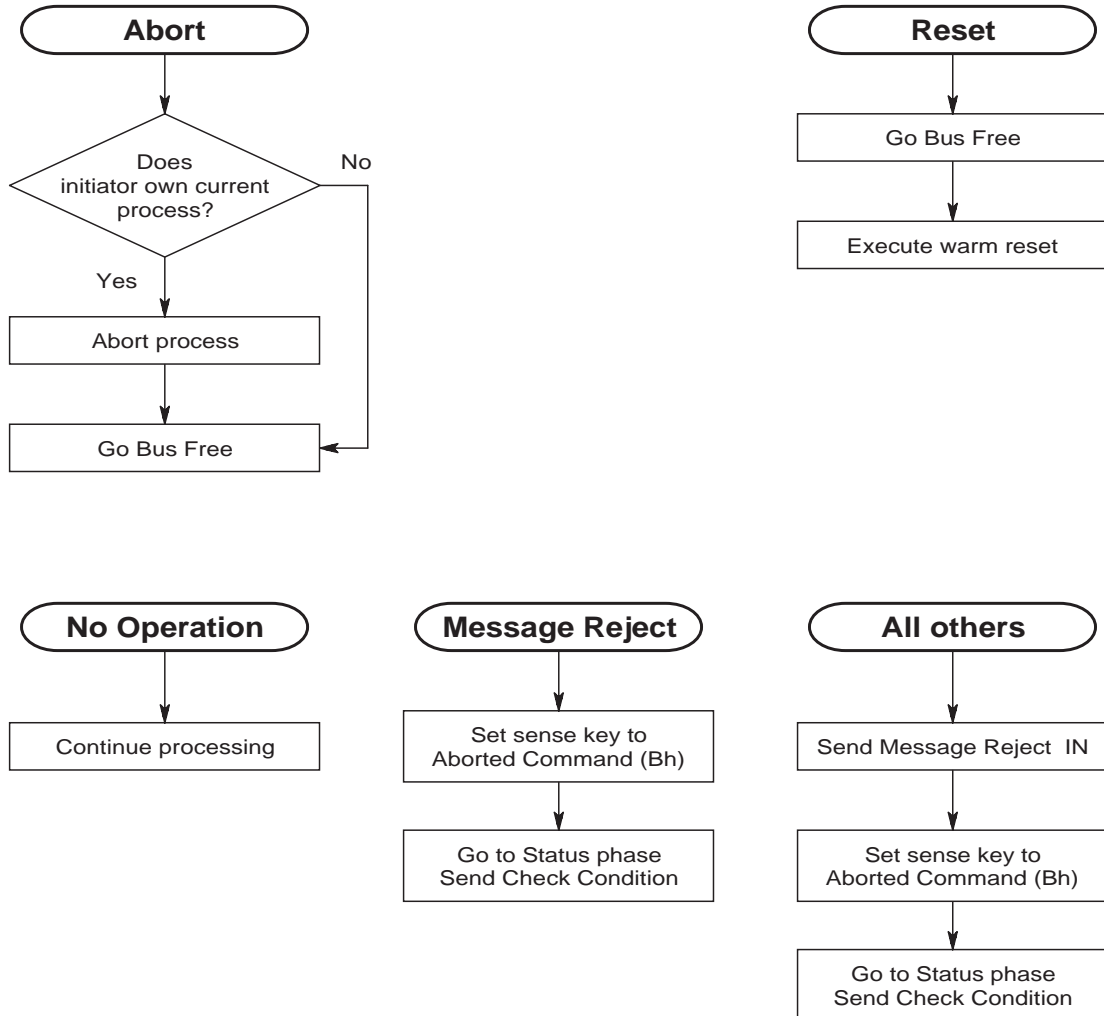 Abort
Does
initiator own current
process?
No
Yes
Abort process
Go Bus Free
Reset
Go Bus Free
Execute warm reset
No Operation
Continue processing
Message Reject
Set sense key to
Aborted Command (Bh)
Go to Status phase
Send Check Condition
All others
Send Message Reject IN
Set sense key to
Aborted Command (Bh)
Go to Status phase
Send Check Condition